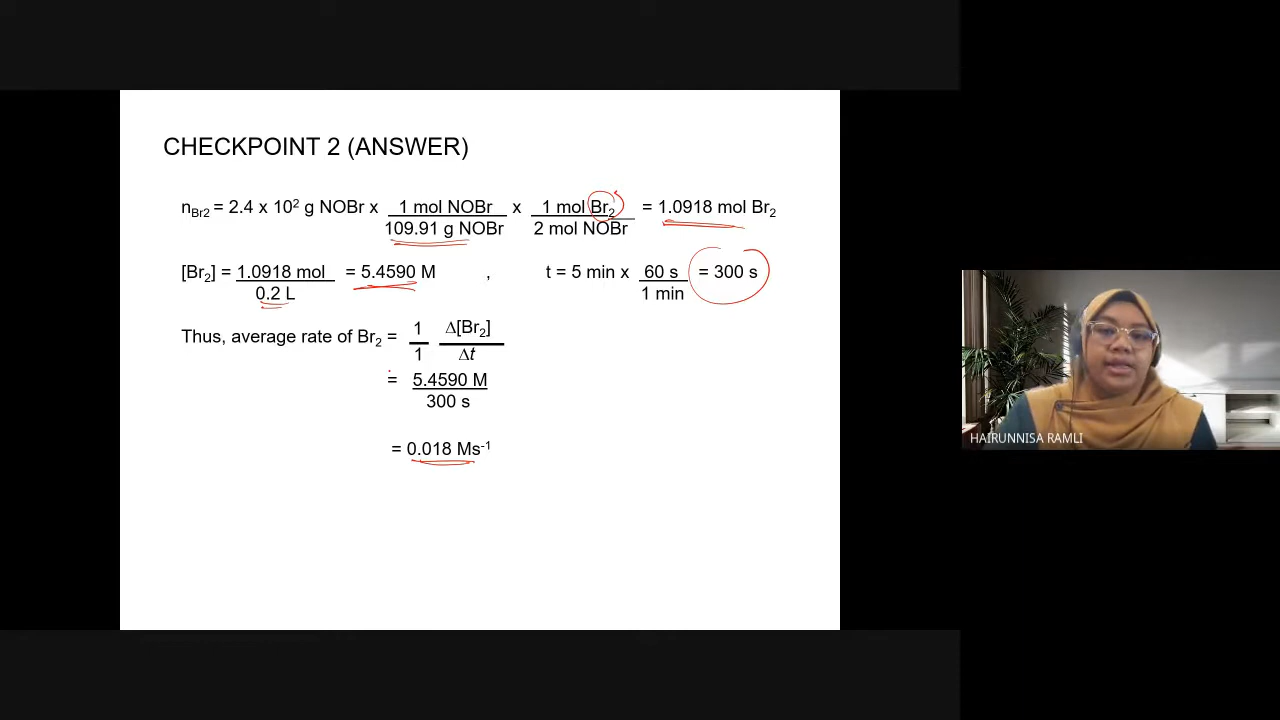 CHECKPOINT 2 (ANSWER)
nBr2 = 2.4 x 10² g NOBr x 1 mol NOBr x 1 mol Br2 = 1.0918 mol Br2
109.91 g NOBr 2 mol NOBr
[Br2] = 1.0918 mol = 5.4590 M , t = 5 min x 60 s = 300 s
0.2 L 1 min
Thus, average rate of Br2 = 1 Δ[Br2]
1 Δt
= 5.4590 M
300 s
= 0.018 Ms⁻¹
HAIRUNNISA RAMLI